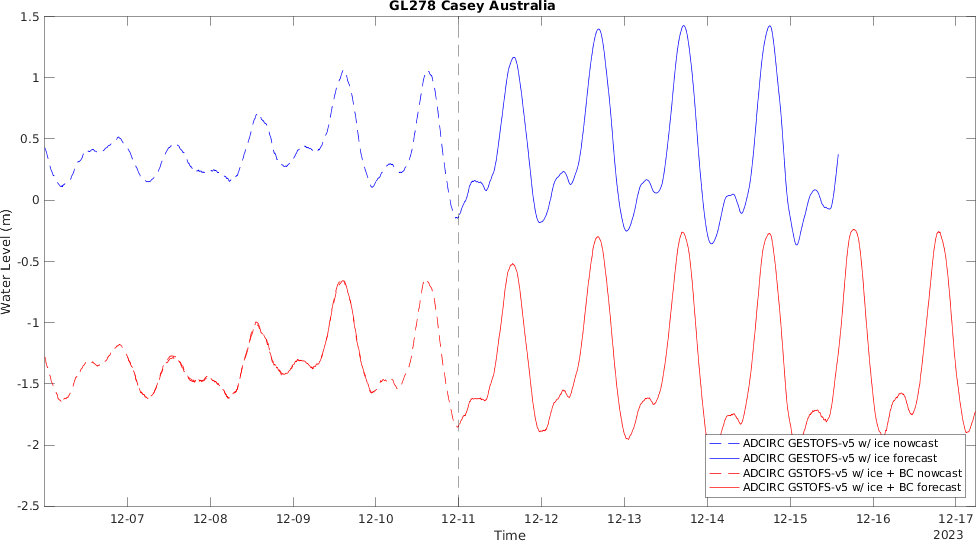 GL278 Casey Australia
1.5
1
0.5
0
-0.5
-1
-1.5
-2
-2.5
Water Level (m)
12-07 12-08 12-09 12-10 12-11 12-12 12-13 12-14 12-15 12-16 12-17
Time
2023
ADCIRC GESTOFS-v5 w/ ice nowcast
ADCIRC GESTOFS-v5 w/ ice forecast
ADCIRC GSTOFS-v5 w/ ice + BC nowcast
ADCIRC GSTOFS-v5 w/ ice + BC forecast